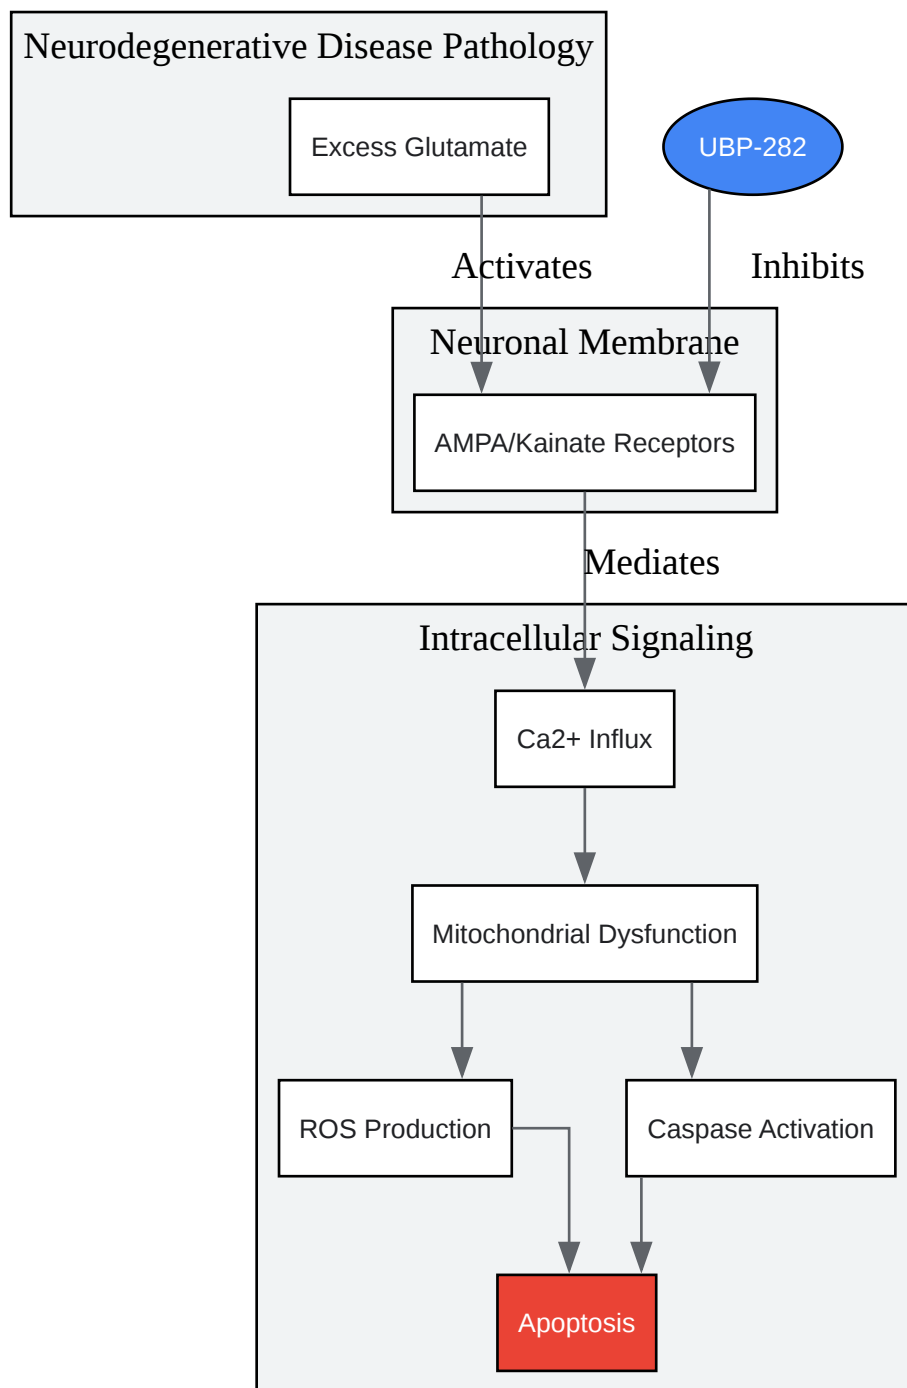 Neurodegenerative Disease Pathology
Excess Glutamate
UBP-282
Activates
Inhibits
Neuronal Membrane
AMPA/Kainate Receptors
Mediates
Intracellular Signaling
Ca2+ Influx
Mitochondrial Dysfunction
ROS Production
Caspase Activation
Apoptosis